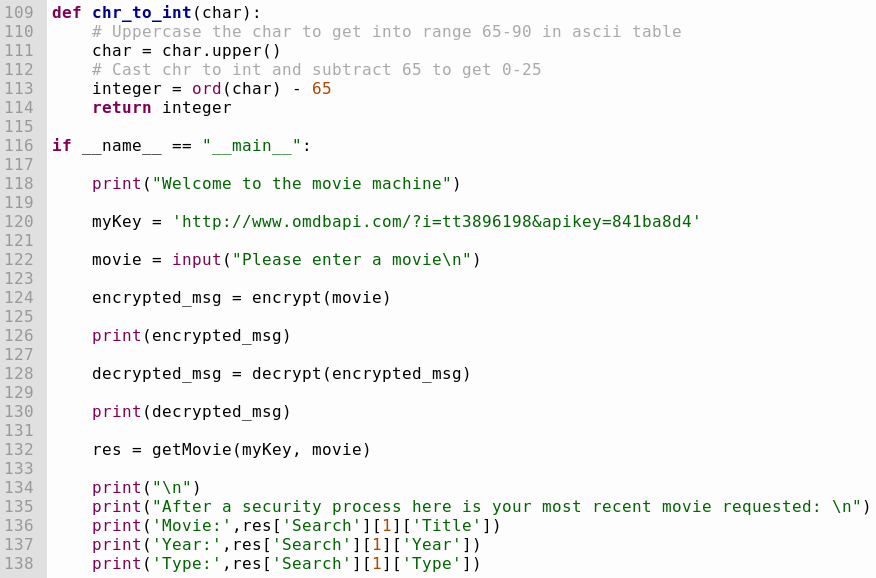 109 def chr_to_int(char):
110     # Uppercase the char to get into range 65-90 in ascii table
111     char = char.upper()
112     # Cast chr to int and subtract 65 to get 0-25
113     integer = ord(char) - 65
114     return integer
115
116 if __name__ == "__main__":
117
118     print("Welcome to the movie machine")
119
120     myKey = 'http://www.omdbapi.com/?i=tt3896198&apikey=841ba8d4'
121
122     movie = input("Please enter a movie\n")
123
124     encrypted_msg = encrypt(movie)
125
126     print(encrypted_msg)
127
128     decrypted_msg = decrypt(encrypted_msg)
129
130     print(decrypted_msg)
131
132     res = getMovie(myKey, movie)
133
134     print("\n")
135     print("After a security process here is your most recent movie requested: \n")
136     print('Movie:',res['Search'][1]['Title'])
137     print('Year:',res['Search'][1]['Year'])
138     print('Type:',res['Search'][1]['Type'])